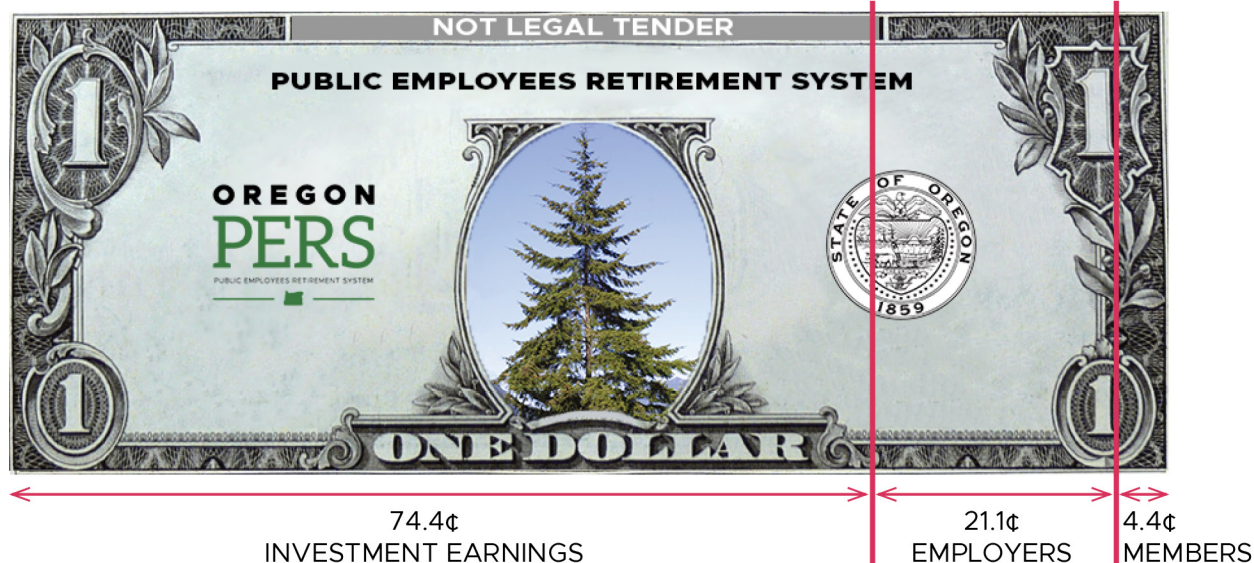 NOT LEGAL TENDER
PUBLIC EMPLOYEES RETIREMENT SYSTEM
1
1
OREGON
PERS
PUBLIC EMPLOYEES RETIREMENT SYSTEM
STATE OF OREGON
1859
1
1
ONE DOLLAR
74.4¢
INVESTMENT EARNINGS
21.1¢
EMPLOYERS
4.4¢
MEMBERS